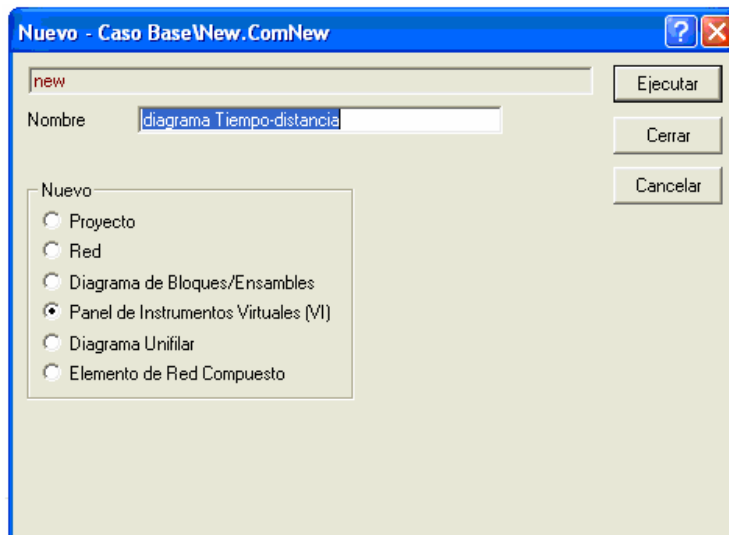 Nuevo - Caso Base\New.ComNew
new
Ejecutar
Nombre
diagrama Tiempo-distancia
Cerrar
Cancelar
Nuevo
Proyecto
Red
Diagrama de Bloques/Ensambles
Panel de Instrumentos Virtuales (VI)
Diagrama Unifilar
Elemento de Red Compuesto